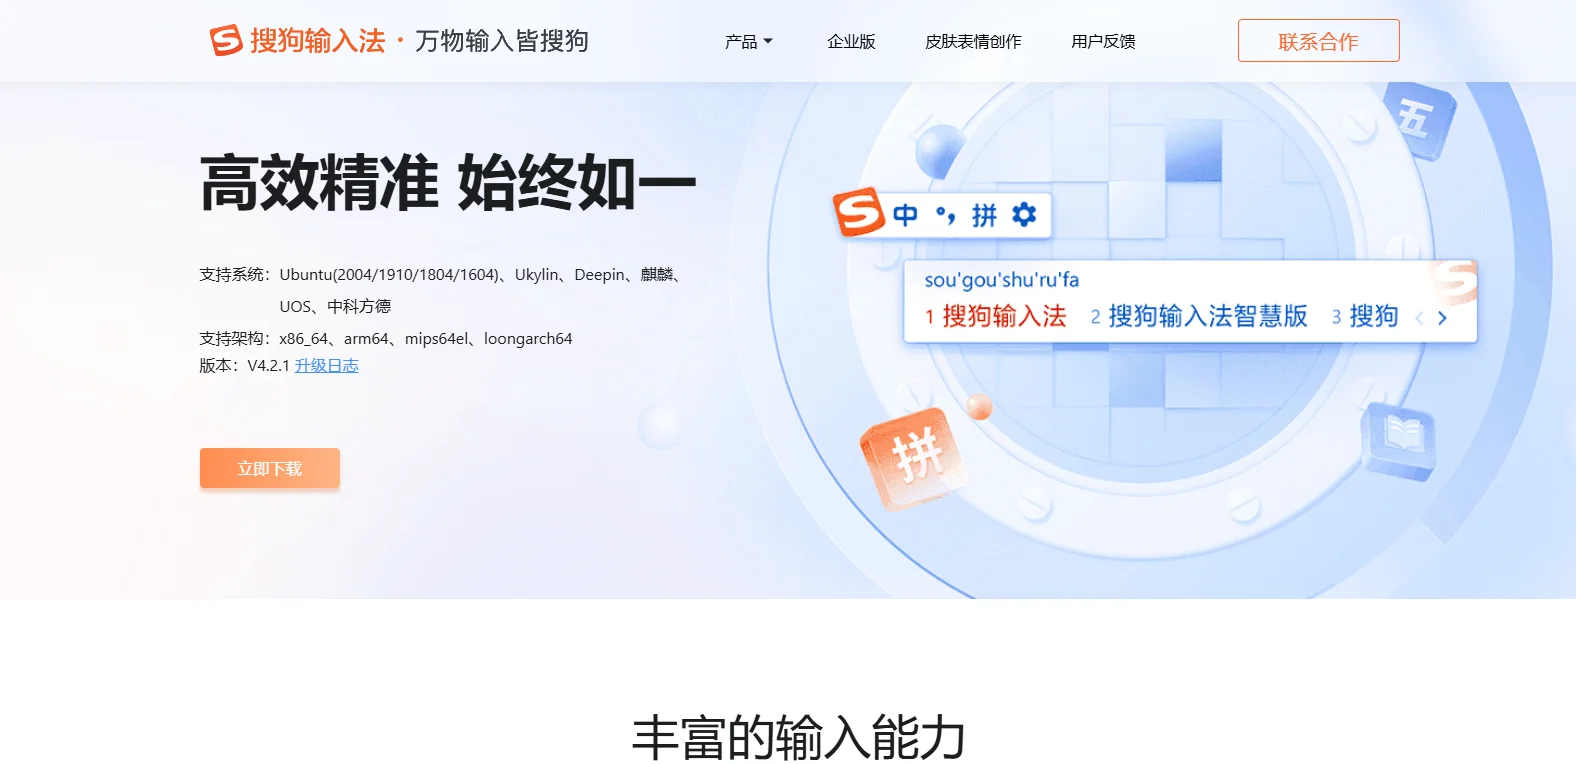 搜狗输入法 · 万物输入皆搜狗
产品
企业版
皮肤表情创作
用户反馈
联系合作
高效精准 始终如一
支持系统：Ubuntu(2004/1910/1804/1604)、Ukylin、Deepin、麒麟、
UOS、中科方德
支持架构：x86_64、arm64、mips64el、loongarch64
版本：V4.2.1 升级日志
立即下载
五
中 °, 拼
sou'gou'shu'ru'fa
1 搜狗输入法 2 搜狗输入法智慧版 3 搜狗
拼
丰富的输入能力